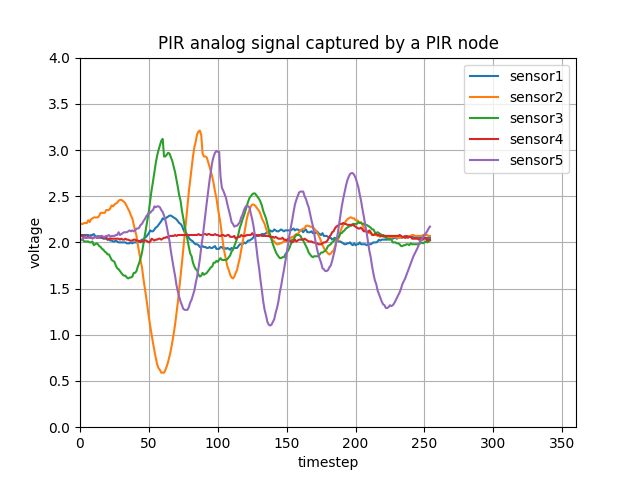 PIR analog signal captured by a PIR node
4.0
3.5
3.0
2.5
2.0
1.5
1.0
0.5
0.0
voltage
sensor1
sensor2
sensor3
sensor4
sensor5
0 50 100 150 200 250 300 350
timestep